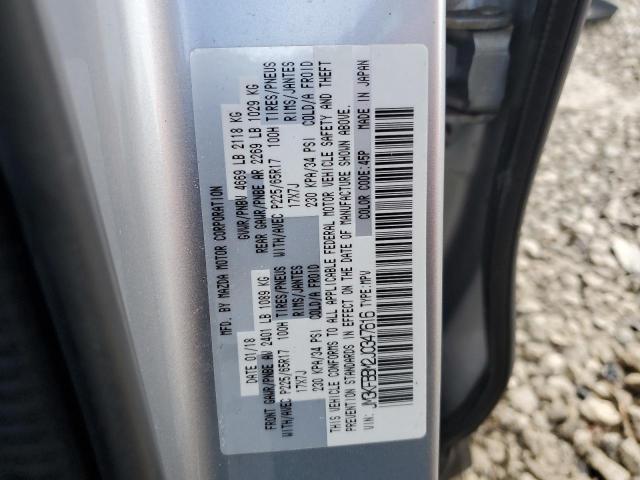 MFD. BY MAZDA MOTOR CORPORATION
DATE 01/18 GVWR/PNBV 4669 LB 2118 KG
FRONT GAWR/PNBE AV 2401 LB 1089 KG REAR GAWR/PNBE AR 2269 LB 1029 KG
WITH/AVEC P225/65R17 100H TIRES/PNEUS WITH/AVEC P225/65R17 100H TIRES/PNEUS
17X7J RIMS/JANTES 17X7J RIMS/JANTES
230 KPA/34 PSI COLD/A FROID 230 KPA/34 PSI COLD/A FROID
THIS VEHICLE CONFORMS TO ALL APPLICABLE FEDERAL MOTOR VEHICLE SAFETY AND THEFT
PREVENTION STANDARDS IN EFFECT ON THE DATE OF MANUFACTURE SHOWN ABOVE.
VIN: JM3KFBBM2J0347616 TYPE:MPV COLOR CODE:45P MADE IN JAPAN